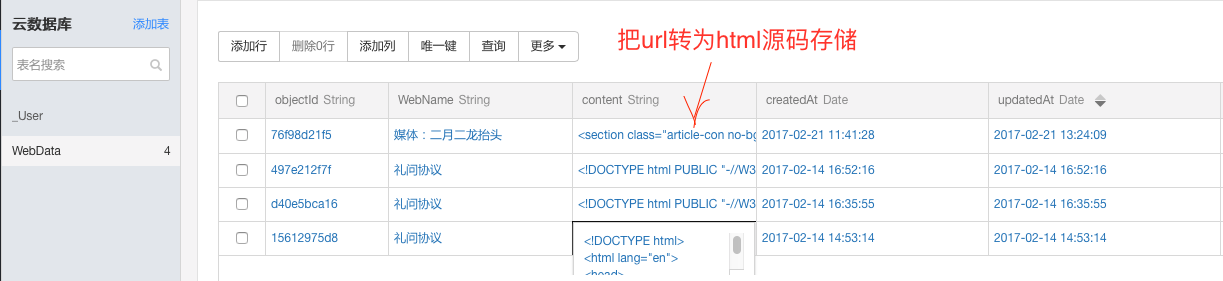 云数据库 添加表
表名搜索
_User
WebData 4
添加行 删除0行 添加列 唯一键 查询 更多
把url转为html源码存储
objectId String WebName String content String createdAt Date updatedAt Date
76f98d21f5 媒体：二月二龙抬头 <section class="article-con no-bg 2017-02-21 11:41:28 2017-02-21 13:24:09
497e212f7f 礼问协议 <!DOCTYPE html PUBLIC "-//W3 2017-02-14 16:52:16 2017-02-14 16:52:16
d40e5bca16 礼问协议 <!DOCTYPE html PUBLIC "-//W3 2017-02-14 16:35:55 2017-02-14 16:35:55
15612975d8 礼问协议 2017-02-14 14:53:14 2017-02-14 14:53:14
<!DOCTYPE html>
<html lang="en">
<head>